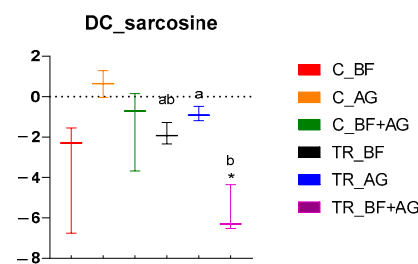 DC_sarcosine
2
0
−2
−4
−6
−8
ab
a
b
*
C_BF
C_AG
C_BF+AG
TR_BF
TR_AG
TR_BF+AG